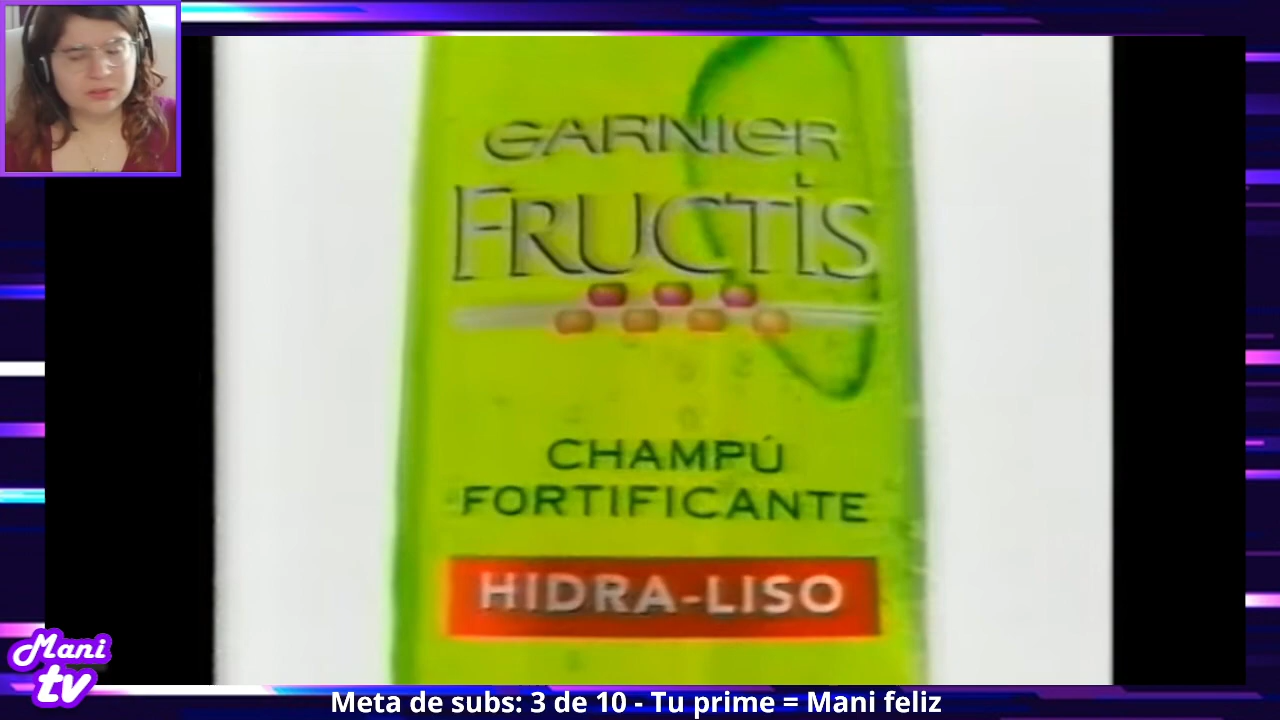 GARNIER
FRUCTIS
CHAMPÚ
FORTIFICANTE
HIDRA-LISO
Mani
tv
Meta de subs: 3 de 10 - Tu prime = Mani feliz